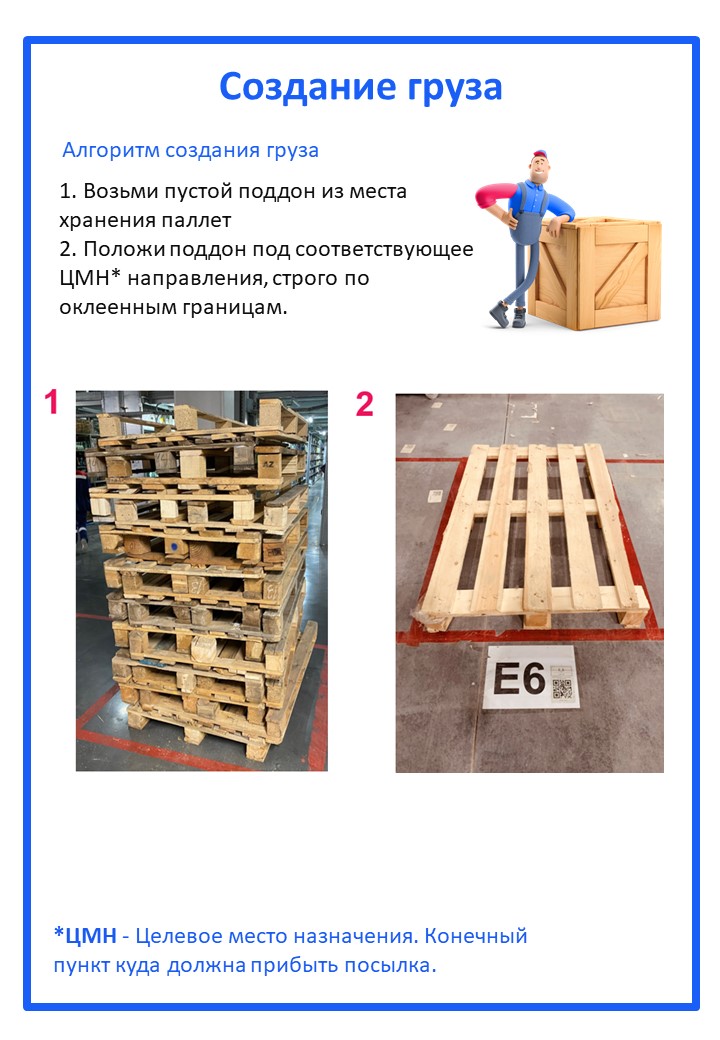 Создание груза
Алгоритм создания груза
1. Возьми пустой поддон из места
хранения паллет
2. Положи поддон под соответствующее
ЦМН* направления, строго по
оклеенным границам.
1
2
AZ
E6
*ЦМН - Целевое место назначения. Конечный
пункт куда должна прибыть посылка.